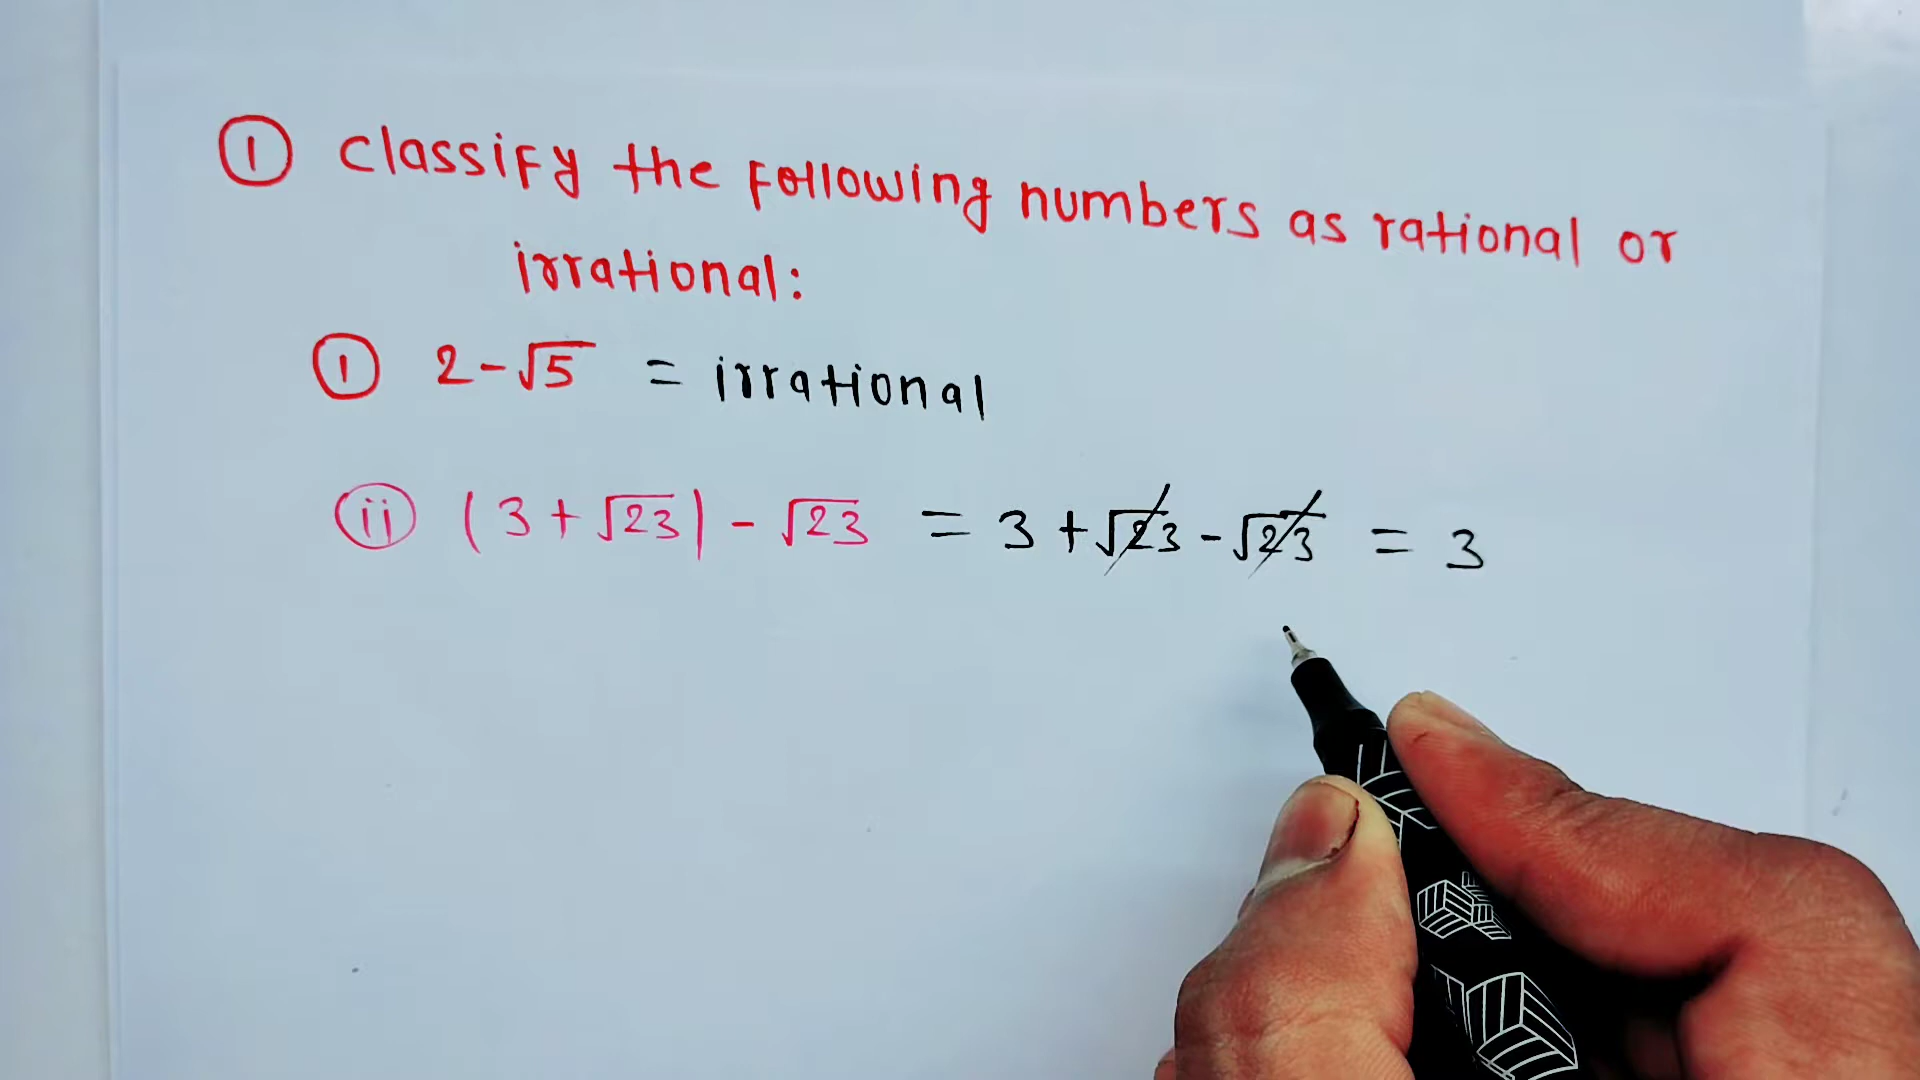 ① classify the following numbers as rational or
irrational:
① 2-√5 = irrational
ⓘⓘ (3+√23)-√23 = 3+√23-√23 = 3